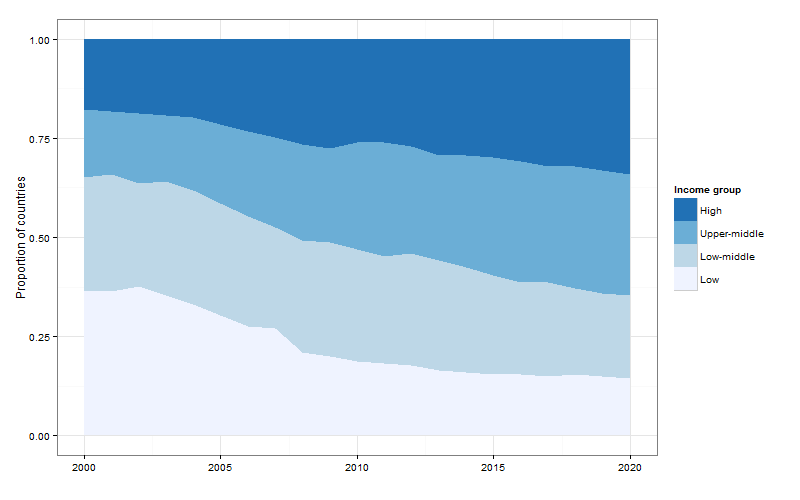 1.00
0.75
0.50
0.25
0.00
Proportion of countries
2000 2005 2010 2015 2020
Income group
High
Upper-middle
Low-middle
Low